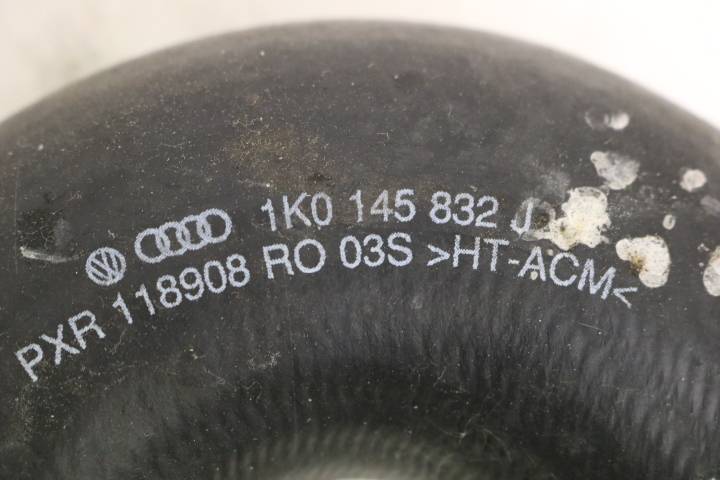 1K0 145 832 J
PXR 118908 RO 03S >HT-ACM<